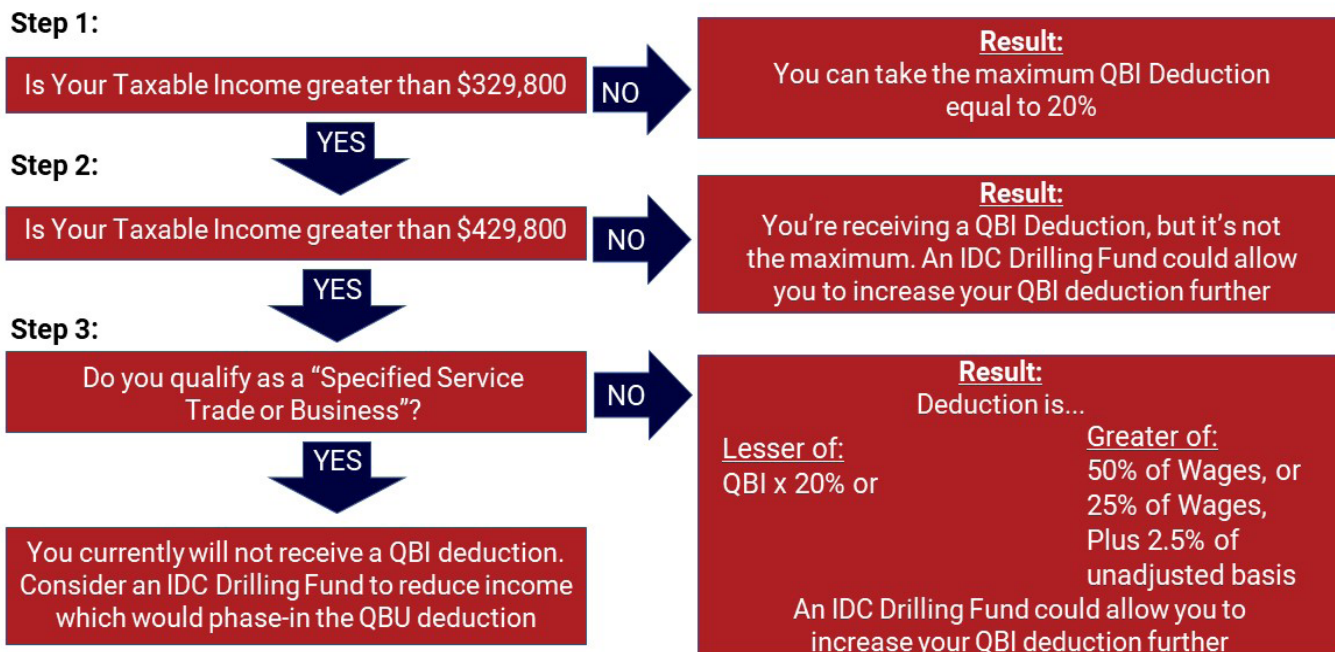 Step 1:
Is Your Taxable Income greater than $329,800
NO
Result:
You can take the maximum QBI Deduction
equal to 20%
YES
Step 2:
Is Your Taxable Income greater than $429,800
NO
Result:
You’re receiving a QBI Deduction, but it’s not
the maximum. An IDC Drilling Fund could allow
you to increase your QBI deduction further
YES
Step 3:
Do you qualify as a “Specified Service
Trade or Business”?
NO
Result:
Deduction is...
Lesser of:
QBI x 20% or
Greater of:
50% of Wages, or
25% of Wages,
Plus 2.5% of
unadjusted basis
An IDC Drilling Fund could allow you to
increase your QBI deduction further
YES
You currently will not receive a QBI deduction.
Consider an IDC Drilling Fund to reduce income
which would phase-in the QBU deduction